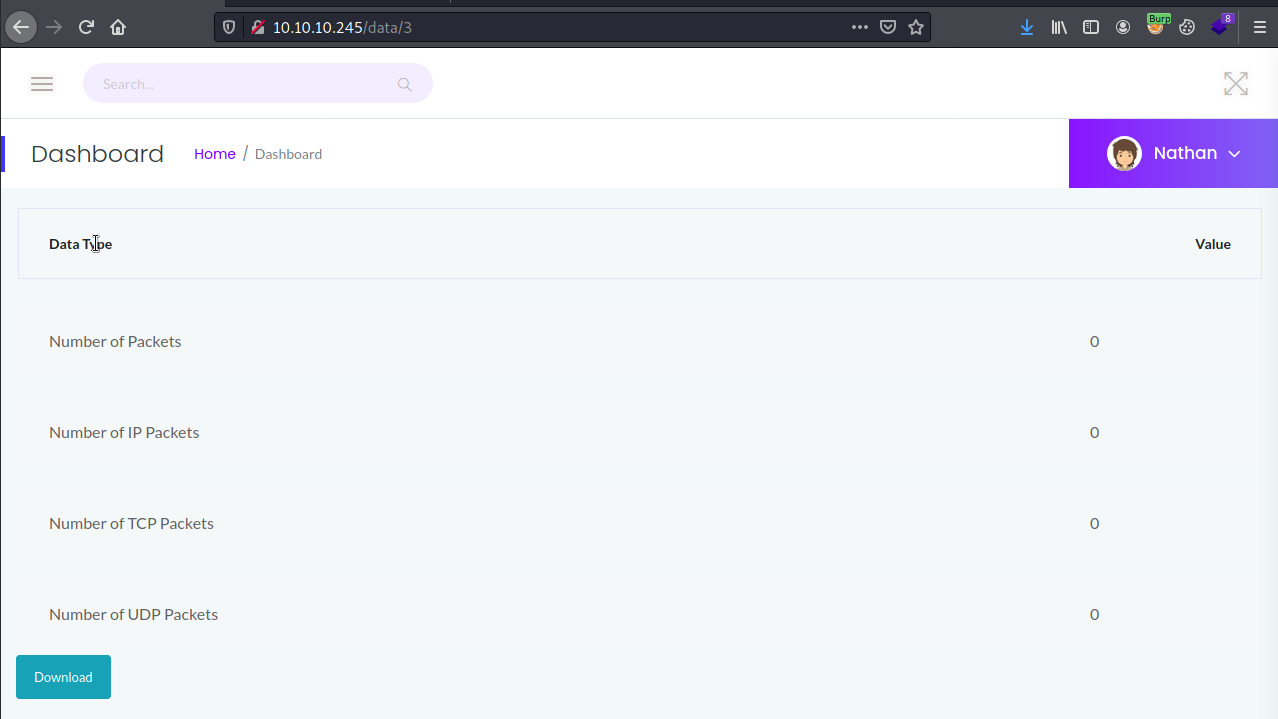 10.10.10.245/data/3
Burp
8
Search...
Dashboard Home / Dashboard Nathan
Data Type Value
Number of Packets 0
Number of IP Packets 0
Number of TCP Packets 0
Number of UDP Packets 0
Download